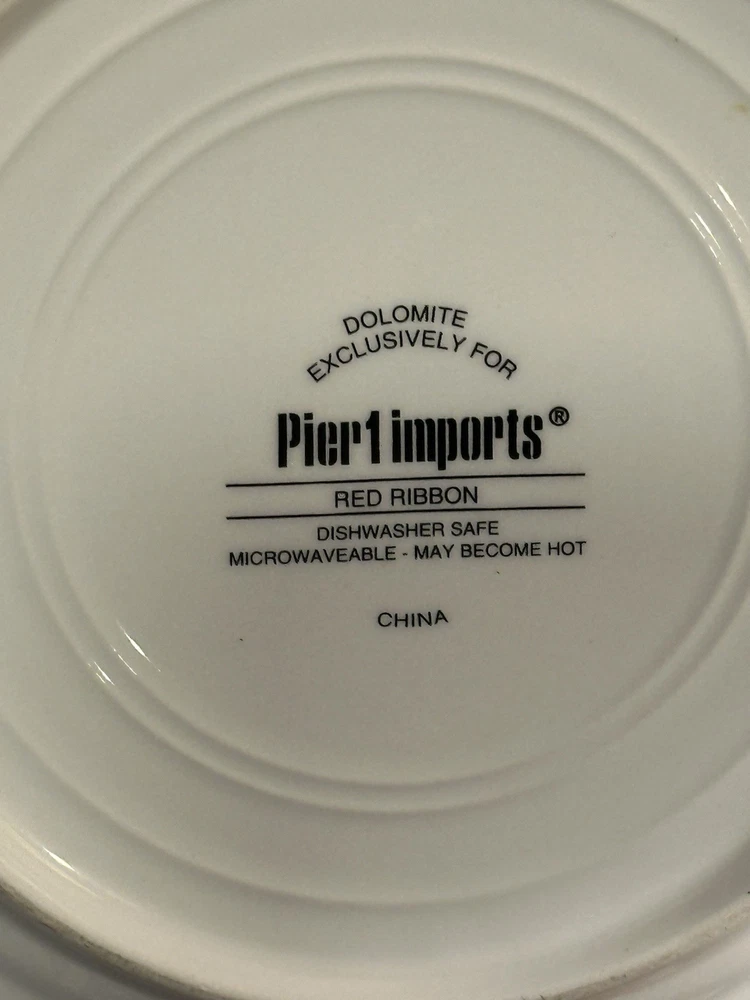 DOLOMITE
EXCLUSIVELY FOR
Pier1 imports®
RED RIBBON
DISHWASHER SAFE
MICROWAVEABLE - MAY BECOME HOT
CHINA